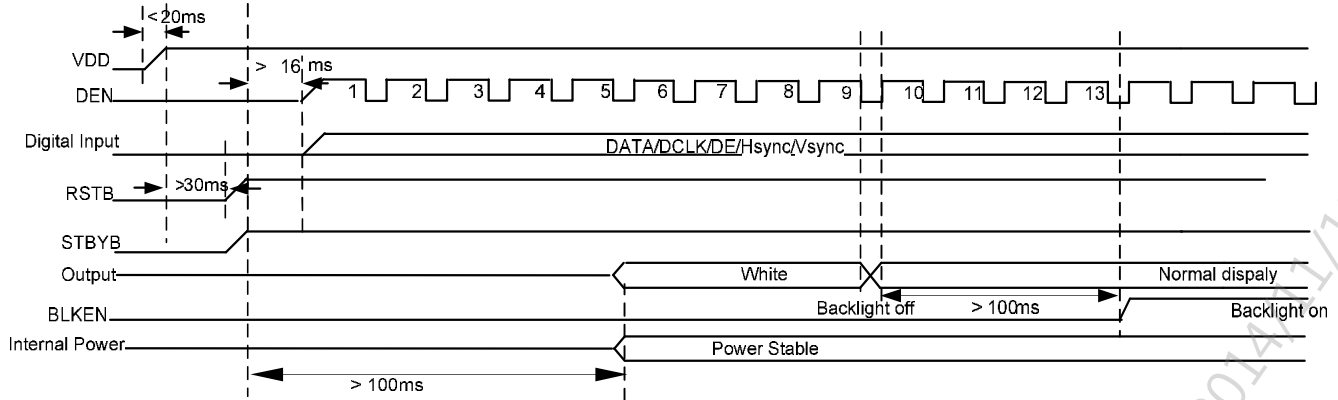 <20ms
VDD
> 16 ms
DEN
1 2 3 4 5 6 7 8 9 10 11 12 13
Digital Input
DATA/DCLK/DE/Hsync/Vsync
>30ms
RSTB
STBYB
Output
White
Normal dispaly
BLKEN
Backlight off
> 100ms
Backlight on
Internal Power
Power Stable
> 100ms